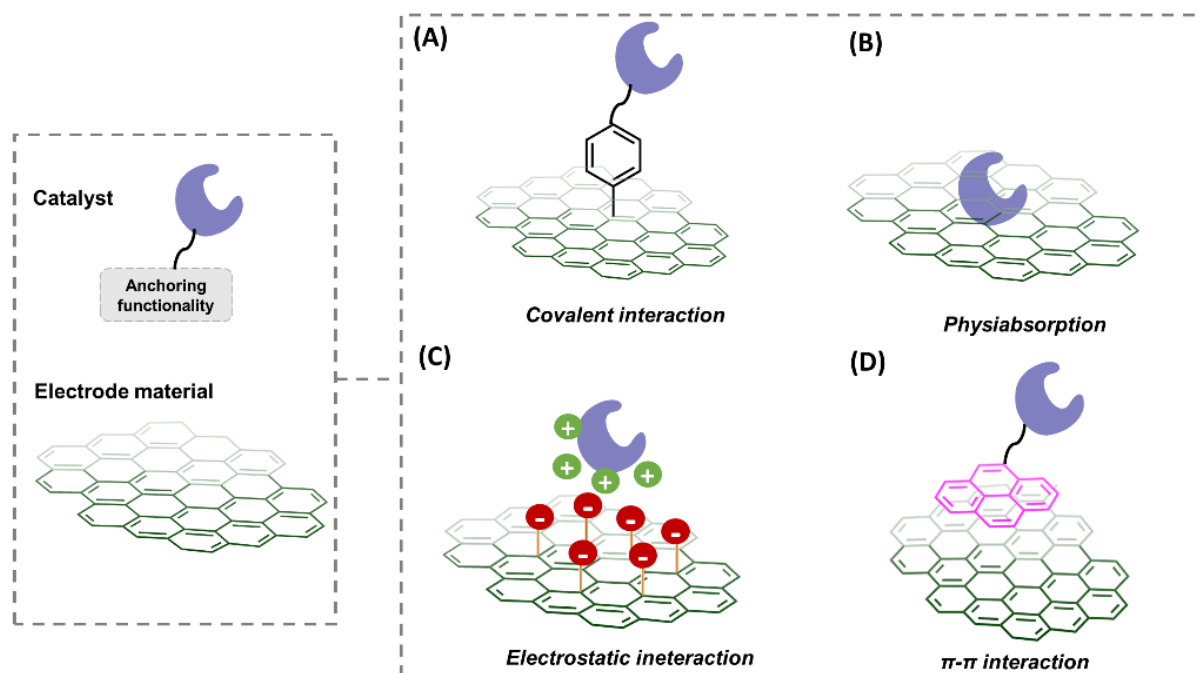 Catalyst
Anchoring
functionality
Electrode material
(A)
Covalent interaction
(B)
Physiabsorption
(C)
+
+
+
+
-
-
-
-
-
-
Electrostatic ineteraction
(D)
π-π interaction